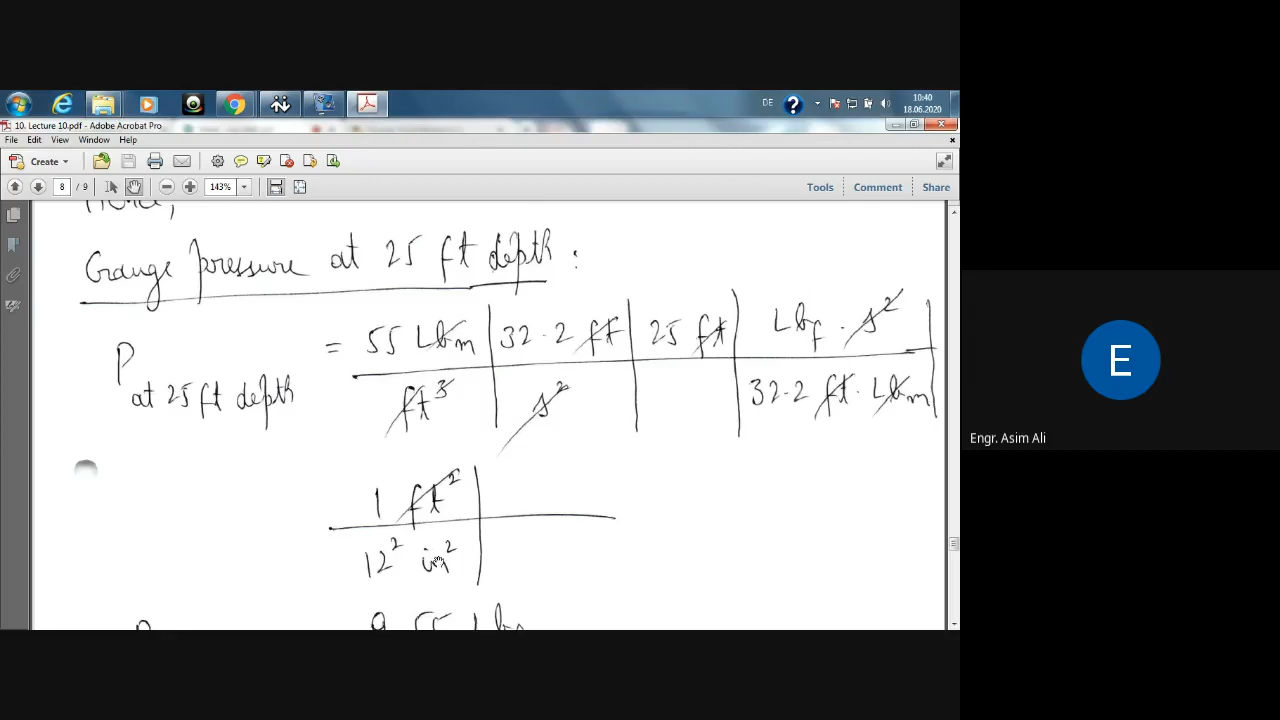 DE
10:40
18.06.2020
10. Lecture 10.pdf - Adobe Acrobat Pro
File Edit View Window Help
Create
8 / 9 143% Tools Comment Share
Gauge pressure at 25 ft depth :
P at 25 ft depth = 55 Lbm | 32.2 ft | 25 ft | Lbf . s²
ft³ | s² | | 32.2 ft . Lbm
1 ft²
12² in²
E
Engr. Asim Ali